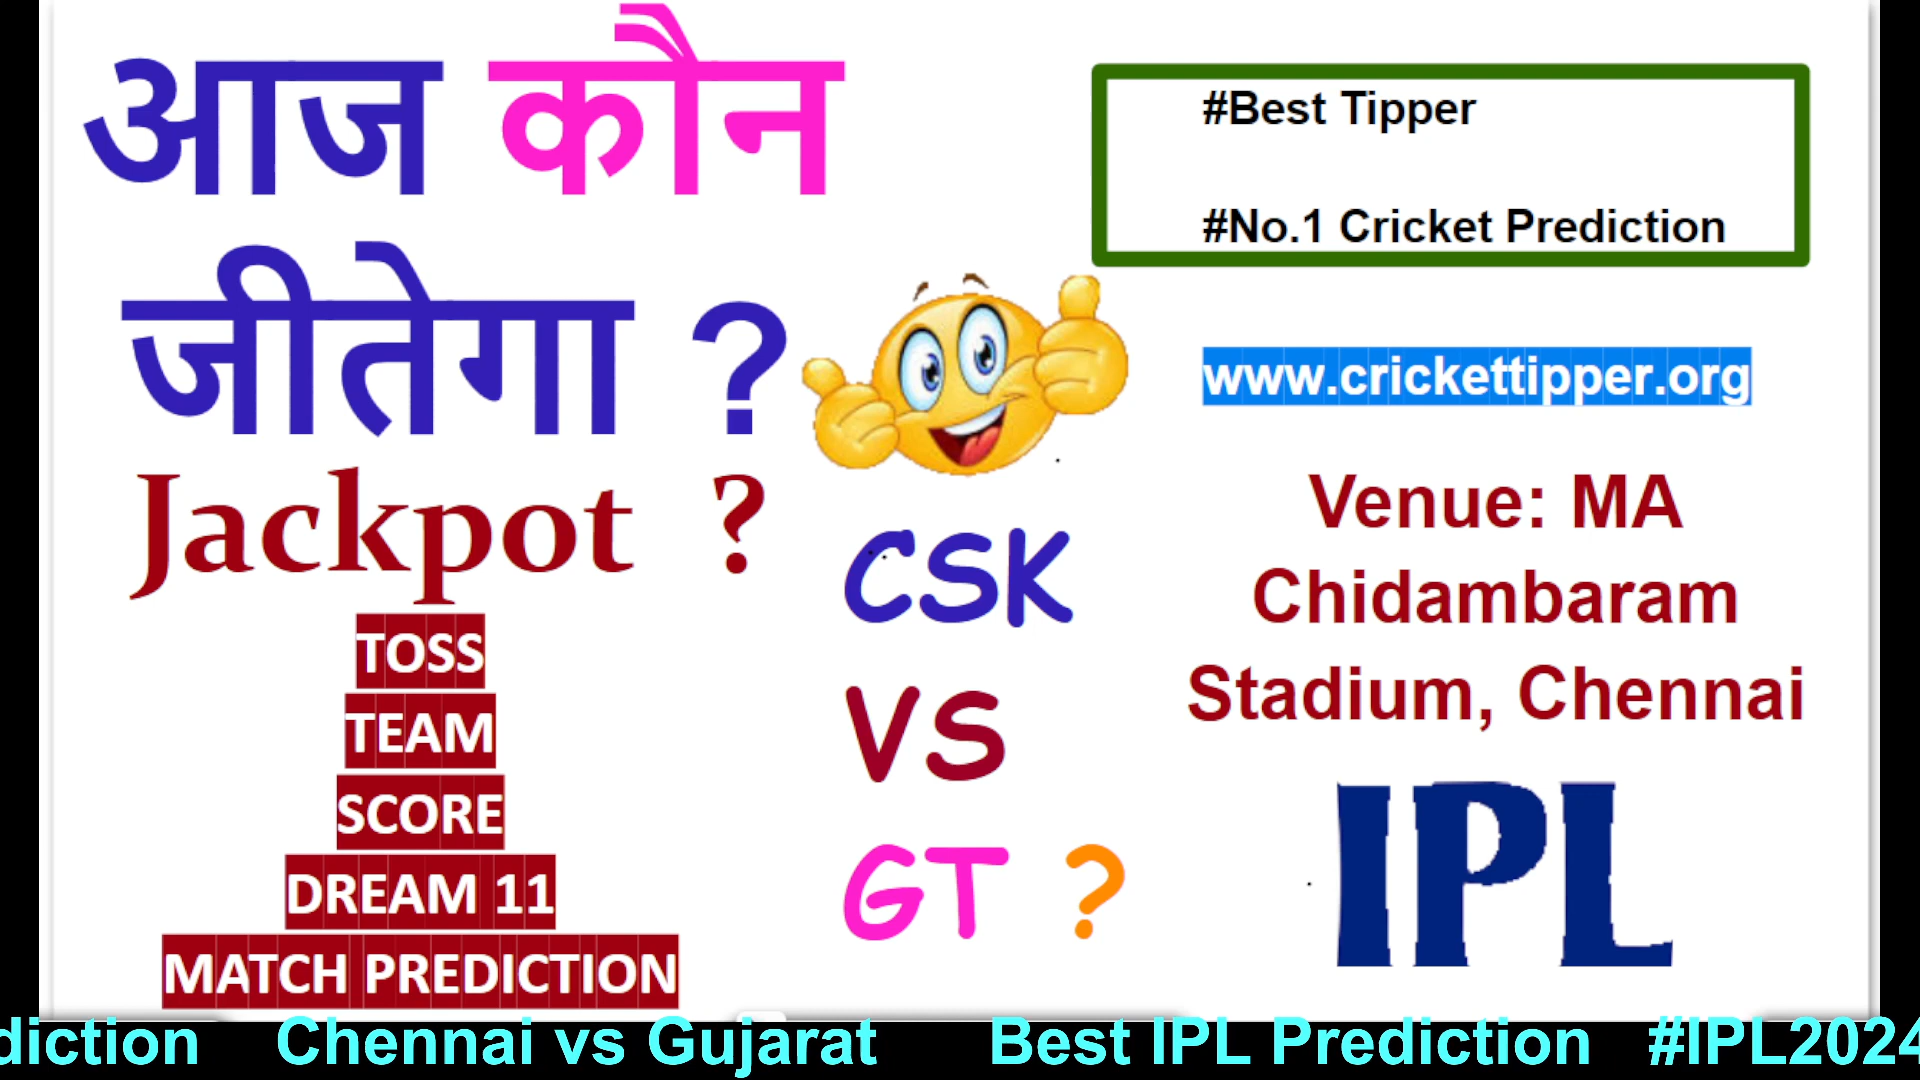 आज कौन
जीतेगा ?
Jackpot ?
TOSS
TEAM
SCORE
DREAM 11
MATCH PREDICTION
CSK
VS
GT ?
#Best Tipper
#No.1 Cricket Prediction
www.crickettipper.org
Venue: MA
Chidambaram
Stadium, Chennai
IPL
diction Chennai vs Gujarat Best IPL Prediction #IPL2024